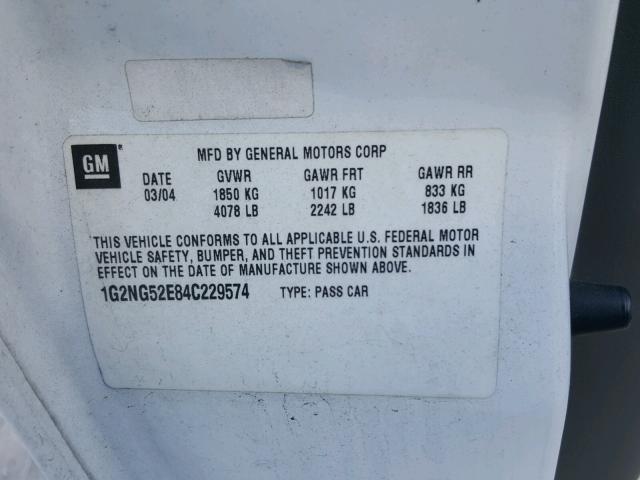 GM
MFD BY GENERAL MOTORS CORP
DATE GVWR GAWR FRT GAWR RR
03/04 1850 KG 1017 KG 833 KG
4078 LB 2242 LB 1836 LB
THIS VEHICLE CONFORMS TO ALL APPLICABLE U.S. FEDERAL MOTOR
VEHICLE SAFETY, BUMPER, AND THEFT PREVENTION STANDARDS IN
EFFECT ON THE DATE OF MANUFACTURE SHOWN ABOVE.
1G2NG52E84C229574 TYPE: PASS CAR